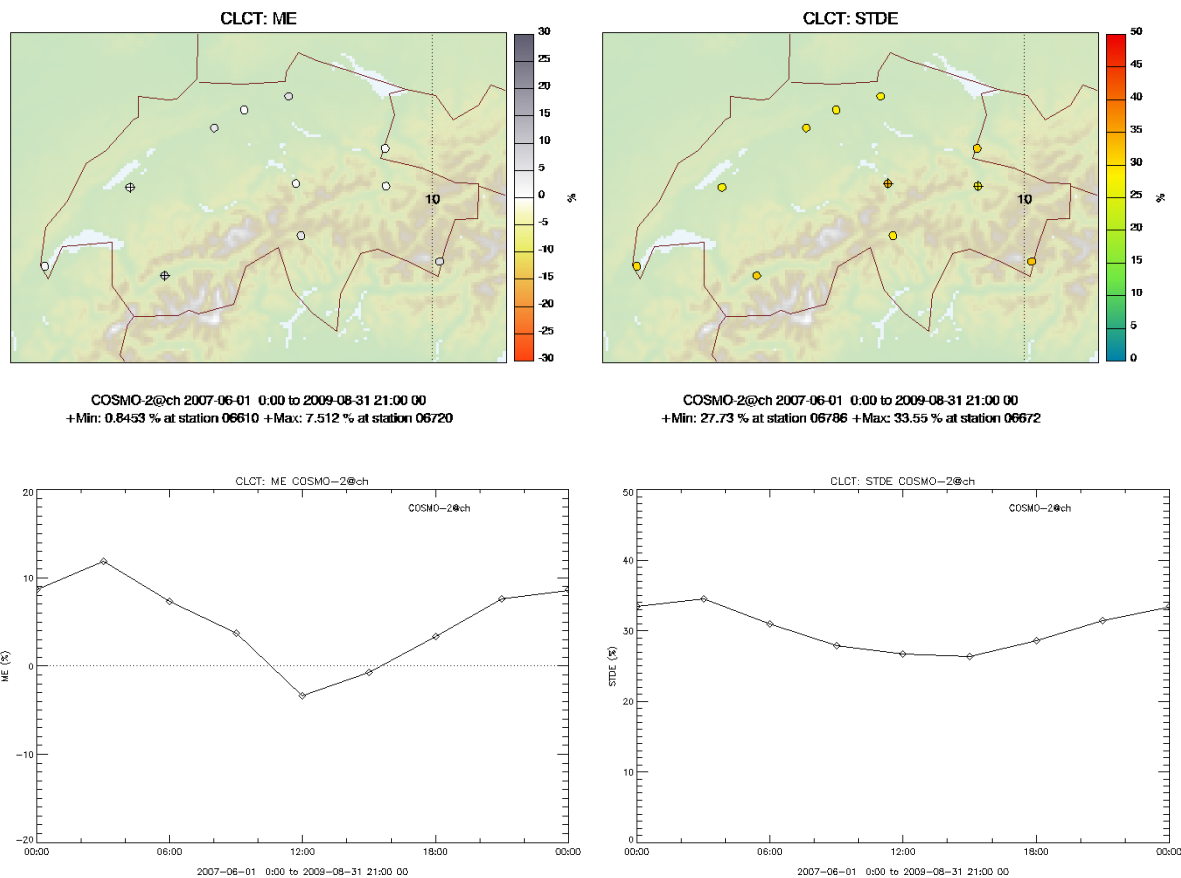 CLCT: ME
30
25
20
15
10
5
0
-5
-10
-15
-20
-25
-30
%
10
COSMO-2@ch 2007-06-01 0:00 to 2009-08-31 21:00 00
+Min: 0.8453 % at station 06610 +Max: 7.512 % at station 06720
CLCT: STDE
50
45
40
35
30
25
20
15
10
5
0
%
10
COSMO-2@ch 2007-06-01 0:00 to 2009-08-31 21:00 00
+Min: 27.73 % at station 06786 +Max: 33.55 % at station 06672
CLCT: ME COSMO-2@ch
COSMO-2@ch
20
10
0
-10
-20
ME (%)
00:00 06:00 12:00 18:00 00:00
2007-06-01 0:00 to 2009-08-31 21:00 00
CLCT: STDE COSMO-2@ch
COSMO-2@ch
50
40
30
20
10
0
STDE (%)
00:00 06:00 12:00 18:00 00:00
2007-06-01 0:00 to 2009-08-31 21:00 00